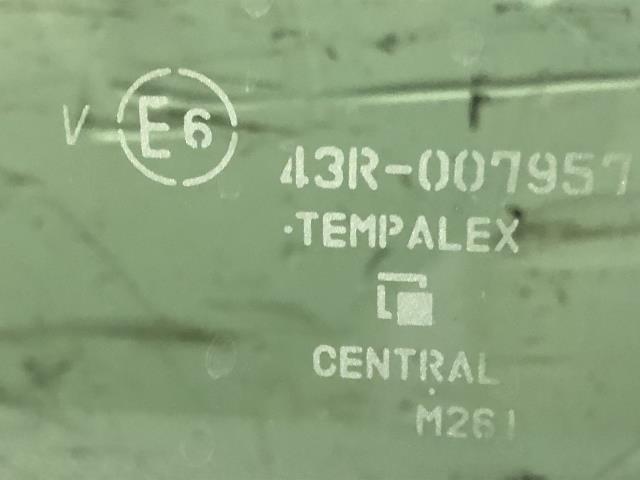 V E6
43R-007957
TEMPALEX
CENTRAL
M261